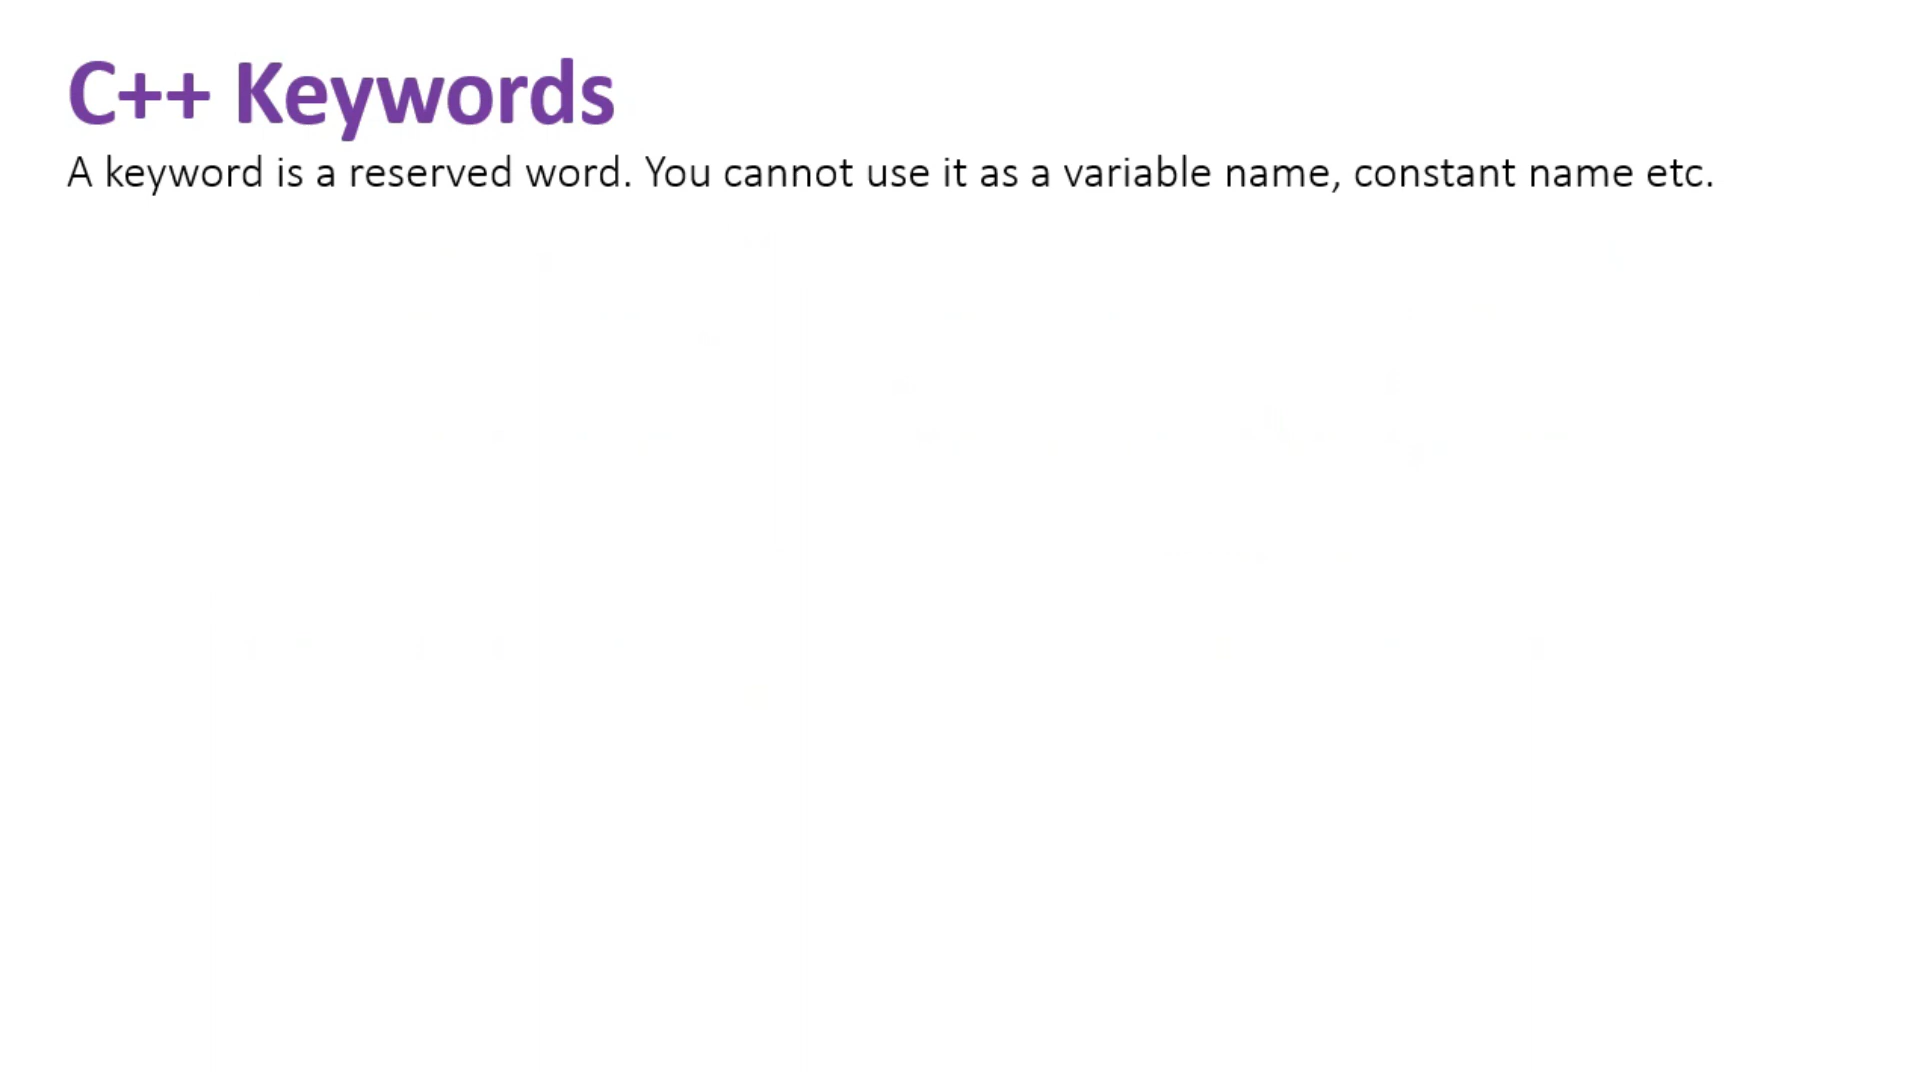 C++ Keywords
A keyword is a reserved word. You cannot use it as a variable name, constant name etc.